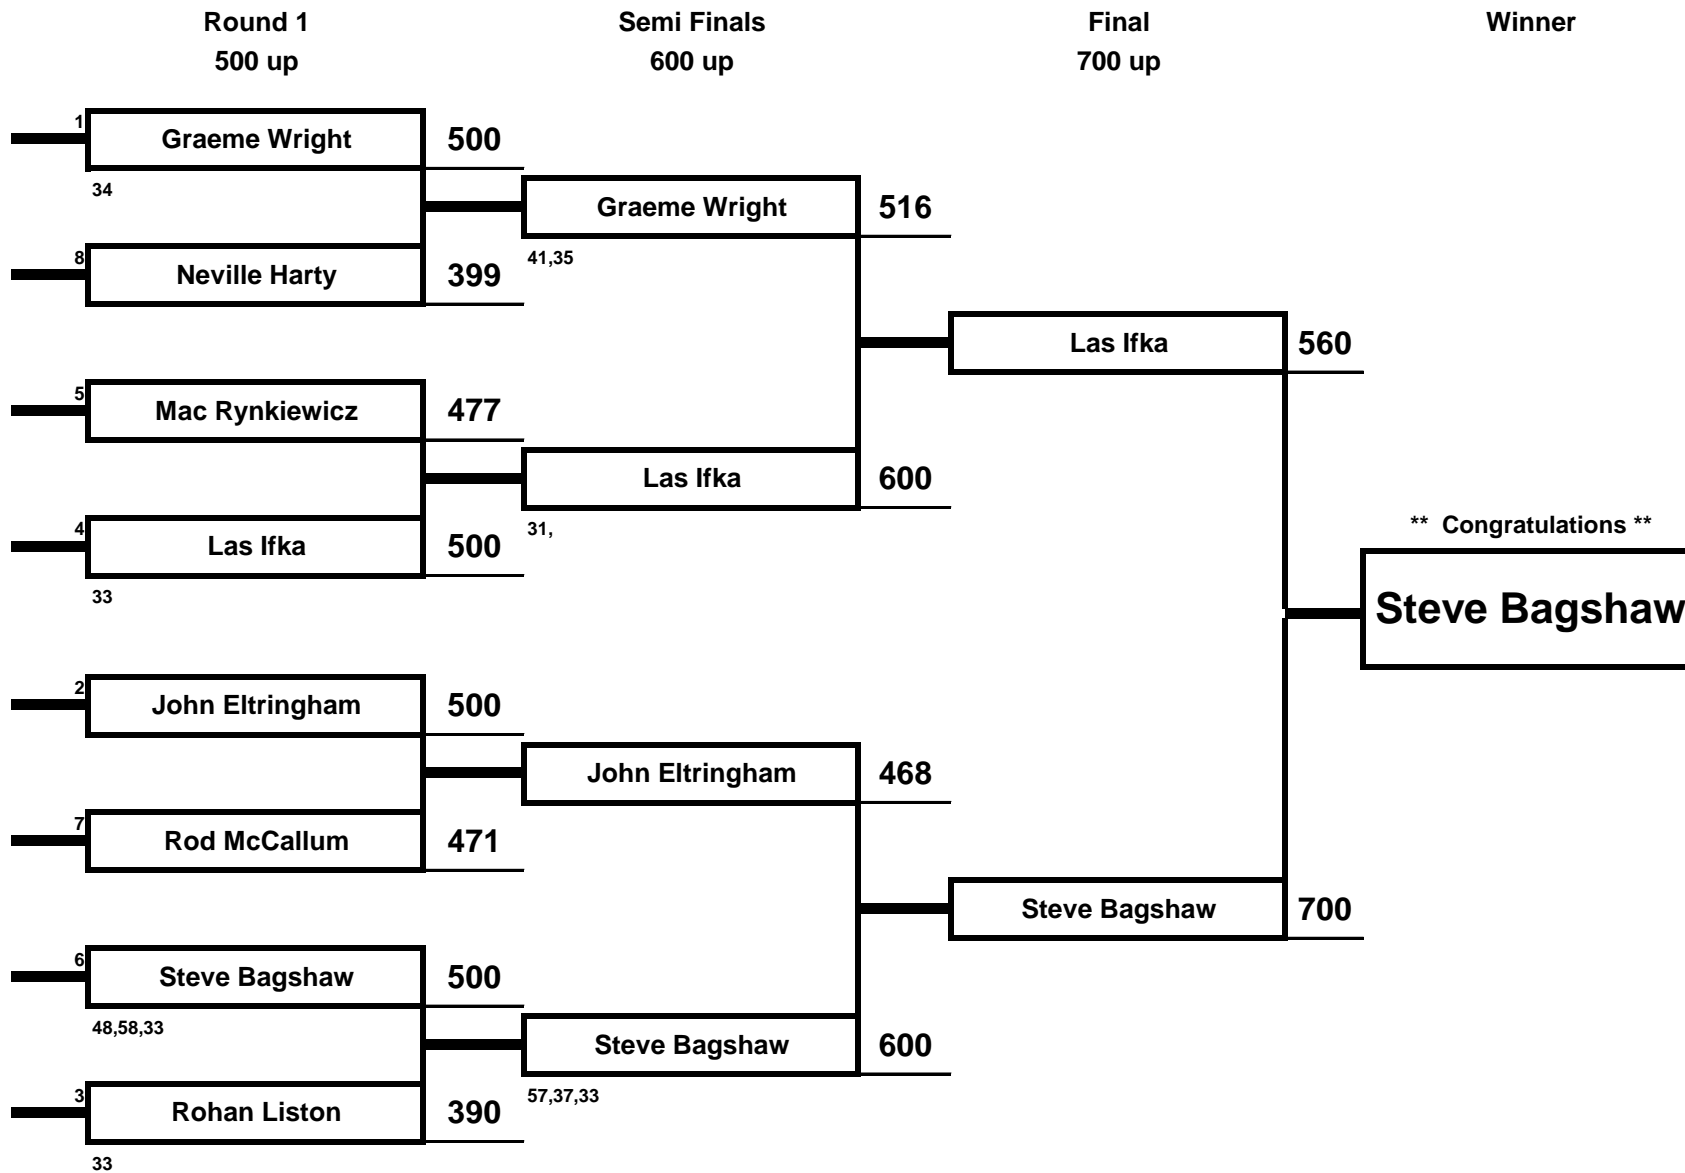 Round 1 Semi Finals Final Winner
500 up 600 up 700 up
1 Graeme Wright 500
34
Graeme Wright 516
41,35
8 Neville Harty 399
Las Ifka 560
5 Mac Rynkiewicz 477
Las Ifka 600
31,
4 Las Ifka 500
33
** Congratulations **
Steve Bagshaw
2 John Eltringham 500
John Eltringham 468
7 Rod McCallum 471
Steve Bagshaw 700
6 Steve Bagshaw 500
48,58,33
Steve Bagshaw 600
57,37,33
3 Rohan Liston 390
33